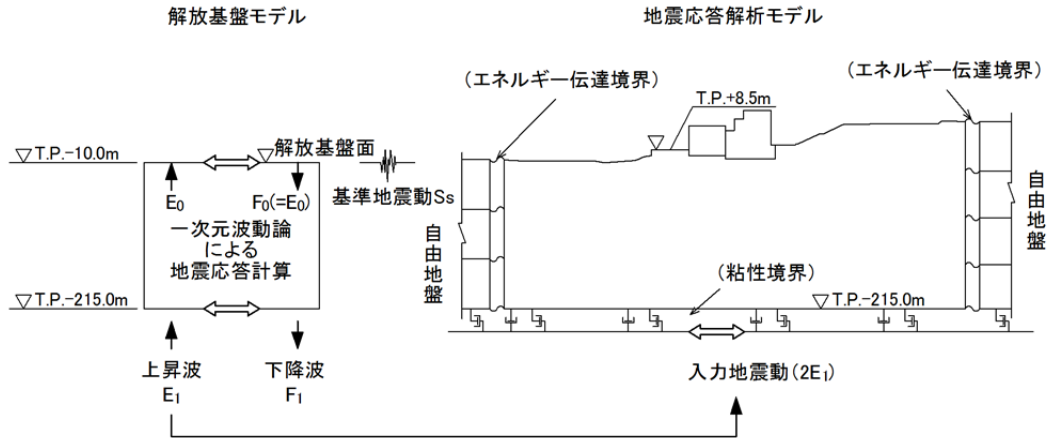 解放基盤モデル
地震応答解析モデル
(エネルギー伝達境界)
(エネルギー伝達境界)
T.P.+8.5m
T.P.-10.0m
解放基盤面
基準地震動Ss
E₀
F₀(=E₀)
一次元波動論
による
地震応答計算
自由地盤
自由地盤
(粘性境界)
T.P.-215.0m
T.P.-215.0m
上昇波
E₁
下降波
F₁
入力地震動(2E₁)